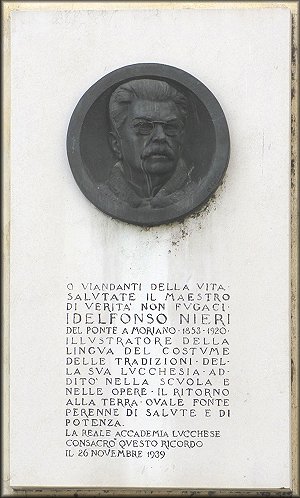 O VIANDANTI DELLA VITA
SALUTATE IL MAESTRO
DI VERITA' NON FUGACI
IDELFONSO NIERI
DEL PONTE A MORIANO · 1853 - 1920 ·
ILLUSTRATORE DELLA
LINGUA DEL COSTUME
DELLE TRADIZIONI · DEL-
LA SUA LUCCHESIA · AD-
DITO' NELLA SCUOLA E
NELLE OPERE · IL RITORNO
ALLA TERRA · QUALE FONTE
PERENNE DI SALUTE E DI
POTENZA.
LA REALE ACCADEMIA LUCCHESE
CONSACRÒ QUESTO RICORDO
IL 26 NOVEMBRE 1939